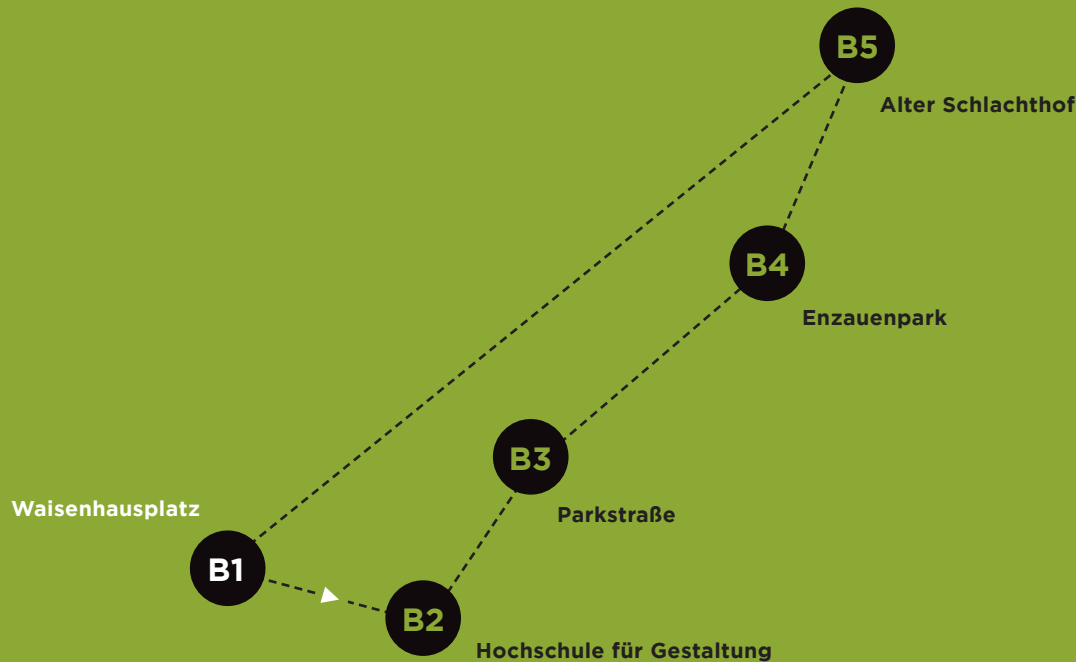 B5
Alter Schlachthof
B4
Enzauenpark
B3
Parkstraße
Waisenhausplatz
B1
B2
Hochschule für Gestaltung